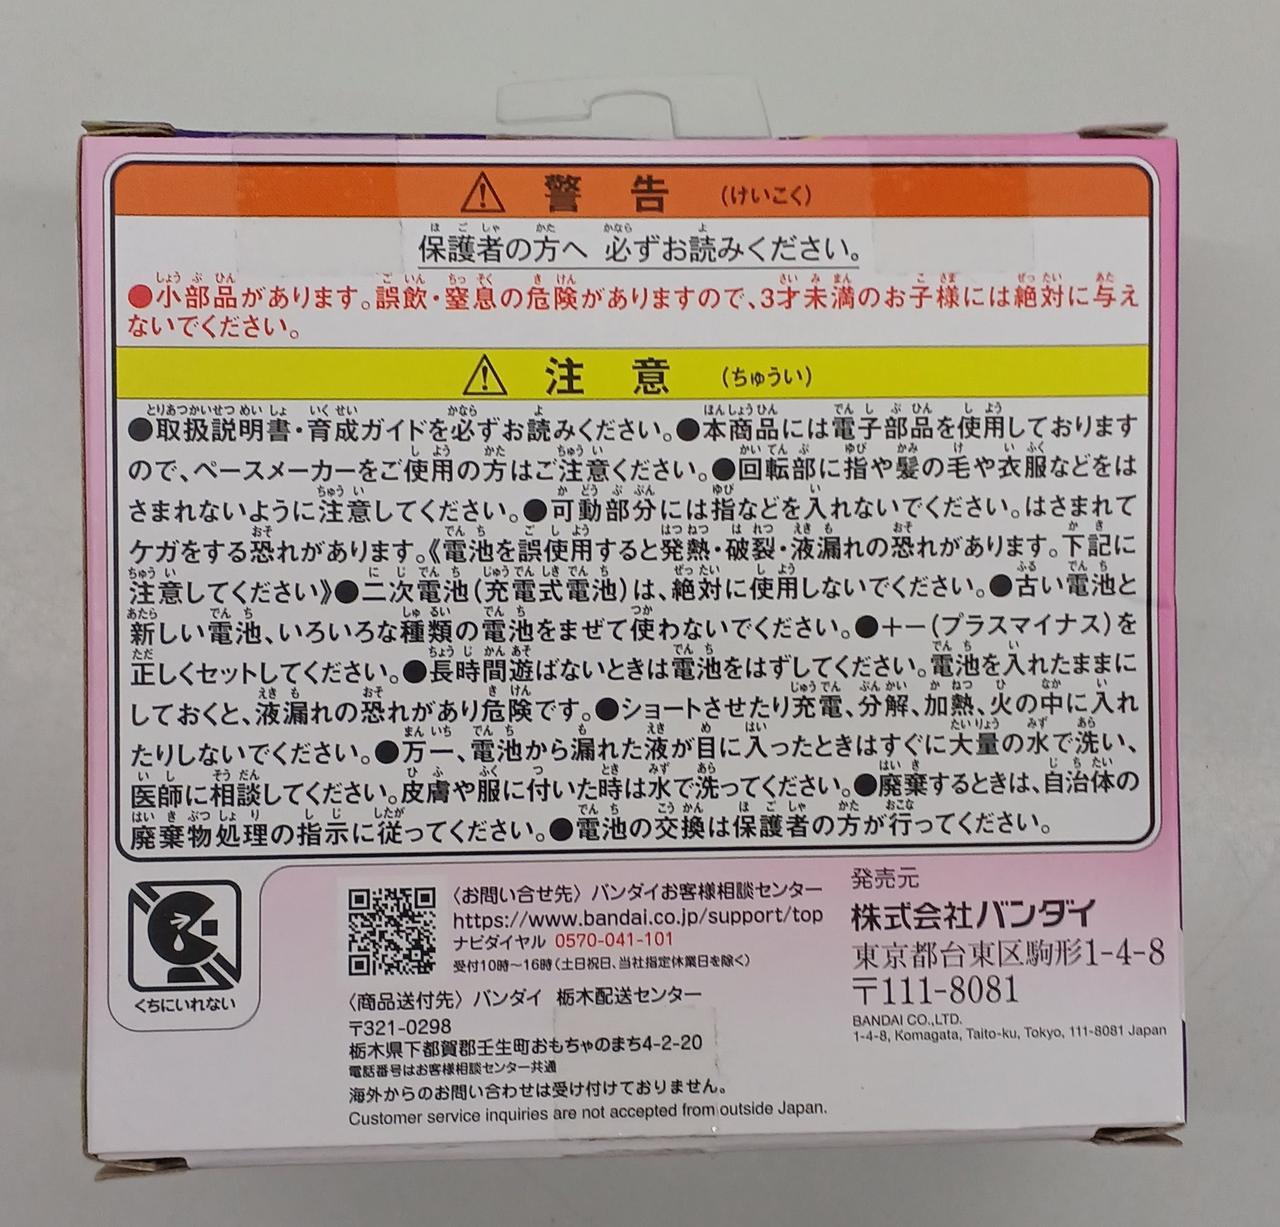 警告 (けいこく)
保護者の方へ 必ずお読みください。
●小部品があります。誤飲・窒息の危険がありますので、3才未満のお子様には絶対に与え
ないでください。
注意 (ちゅうい)
●取扱説明書・育成ガイドを必ずお読みください。●本商品には電子部品を使用しております
ので、ペースメーカーをご使用の方はご注意ください。●回転部に指や髪の毛や衣服などをは
さまれないように注意してください。●可動部分には指などを入れないでください。はさまれて
ケガをする恐れがあります。《電池を誤使用すると発熱・破裂・液漏れの恐れがあります。下記に
注意してください》●二次電池(充電式電池)は、絶対に使用しないでください。●古い電池と
新しい電池、いろいろな種類の電池をまぜて使わないでください。●+−(プラスマイナス)を
正しくセットしてください。●長時間遊ばないときは電池をはずしてください。電池を入れたままに
しておくと、液漏れの恐れがあり危険です。●ショートさせたり充電、分解、加熱、火の中に入れ
たりしないでください。●万一、電池から漏れた液が目に入ったときはすぐに大量の水で洗い、
医師に相談してください。皮膚や服に付いた時は水で洗ってください。●廃棄するときは、自治体の
廃棄物処理の指示に従ってください。●電池の交換は保護者の方が行ってください。
くちにいれない
〈お問い合せ先〉バンダイお客様相談センター
https://www.bandai.co.jp/support/top
ナビダイヤル 0570-041-101
受付10時〜16時(土日祝日、当社指定休業日を除く)
〈商品送付先〉バンダイ 栃木配送センター
〒321-0298
栃木県下都賀郡壬生町おもちゃのまち4-2-20
電話番号はお客様相談センター共通
海外からのお問い合わせは受け付けておりません。
Customer service inquiries are not accepted from outside Japan.
発売元
株式会社バンダイ
東京都台東区駒形1-4-8
〒111-8081
BANDAI CO.,LTD.
1-4-8, Komagata, Taito-ku, Tokyo, 111-8081 Japan